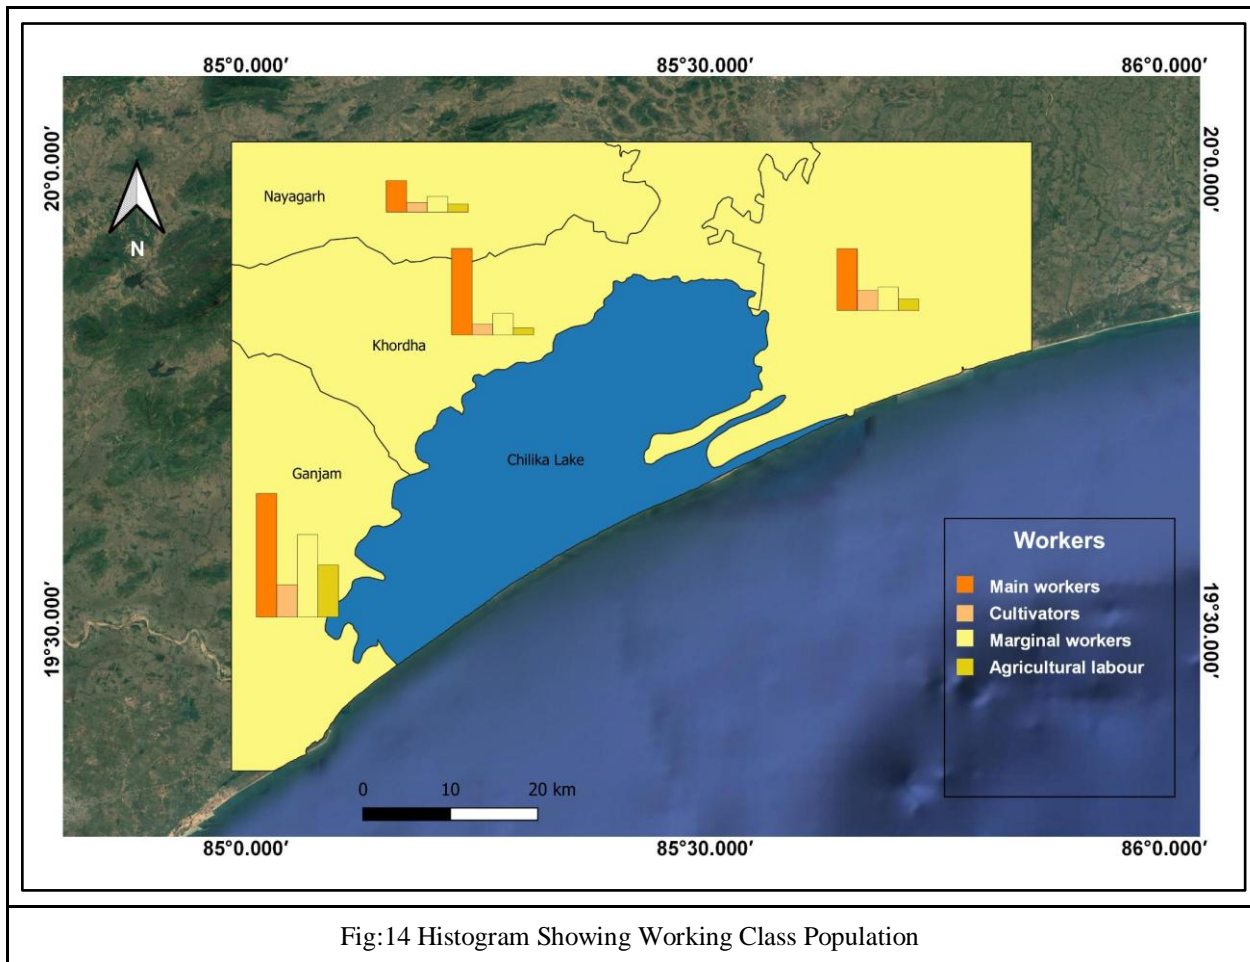 85°0.000′ 85°30.000′ 86°0.000′
20°0.000′
20°0.000′
N
Nayagarh
Khordha
Ganjam
Chilika Lake
19°30.000′
19°30.000′
Workers
Main workers
Cultivators
Marginal workers
Agricultural labour
0 10 20 km
85°0.000′ 85°30.000′ 86°0.000′
Fig:14 Histogram Showing Working Class Population